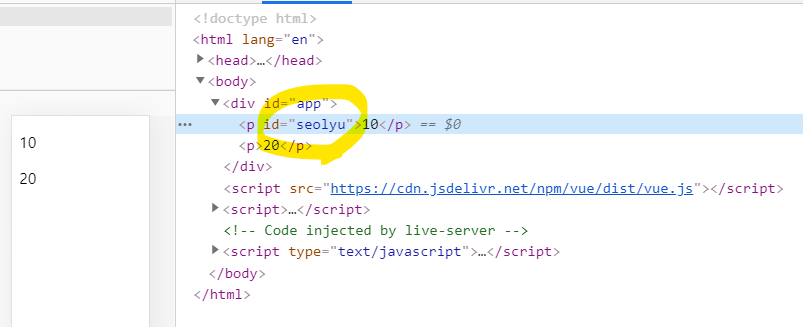 <!doctype html>
<html lang="en">
<head>…</head>
<body>
<div id="app">
… <p id="seolyu">10</p> == $0
<p>20</p>
</div>
<script src="https://cdn.jsdelivr.net/npm/vue/dist/vue.js"></script>
<script>…</script>
<!-- Code injected by live-server -->
<script type="text/javascript">…</script>
</body>
</html>
10
20